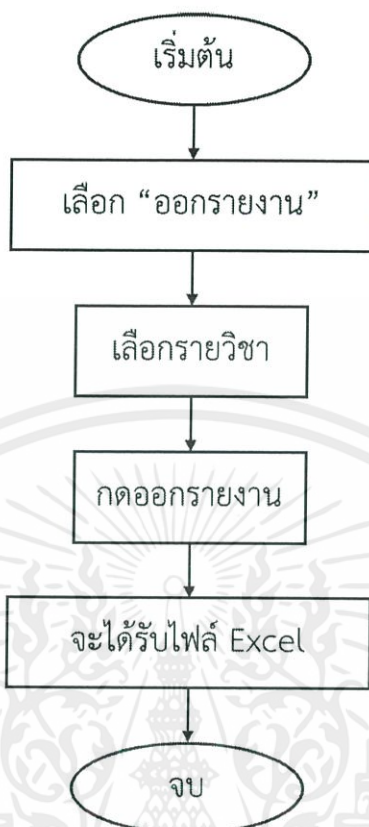 เริ่มต้น
เลือก “ออกรายงาน”
เลือกรายวิชา
กดออกรายงาน
จะได้รับไฟล์ Excel
จบ